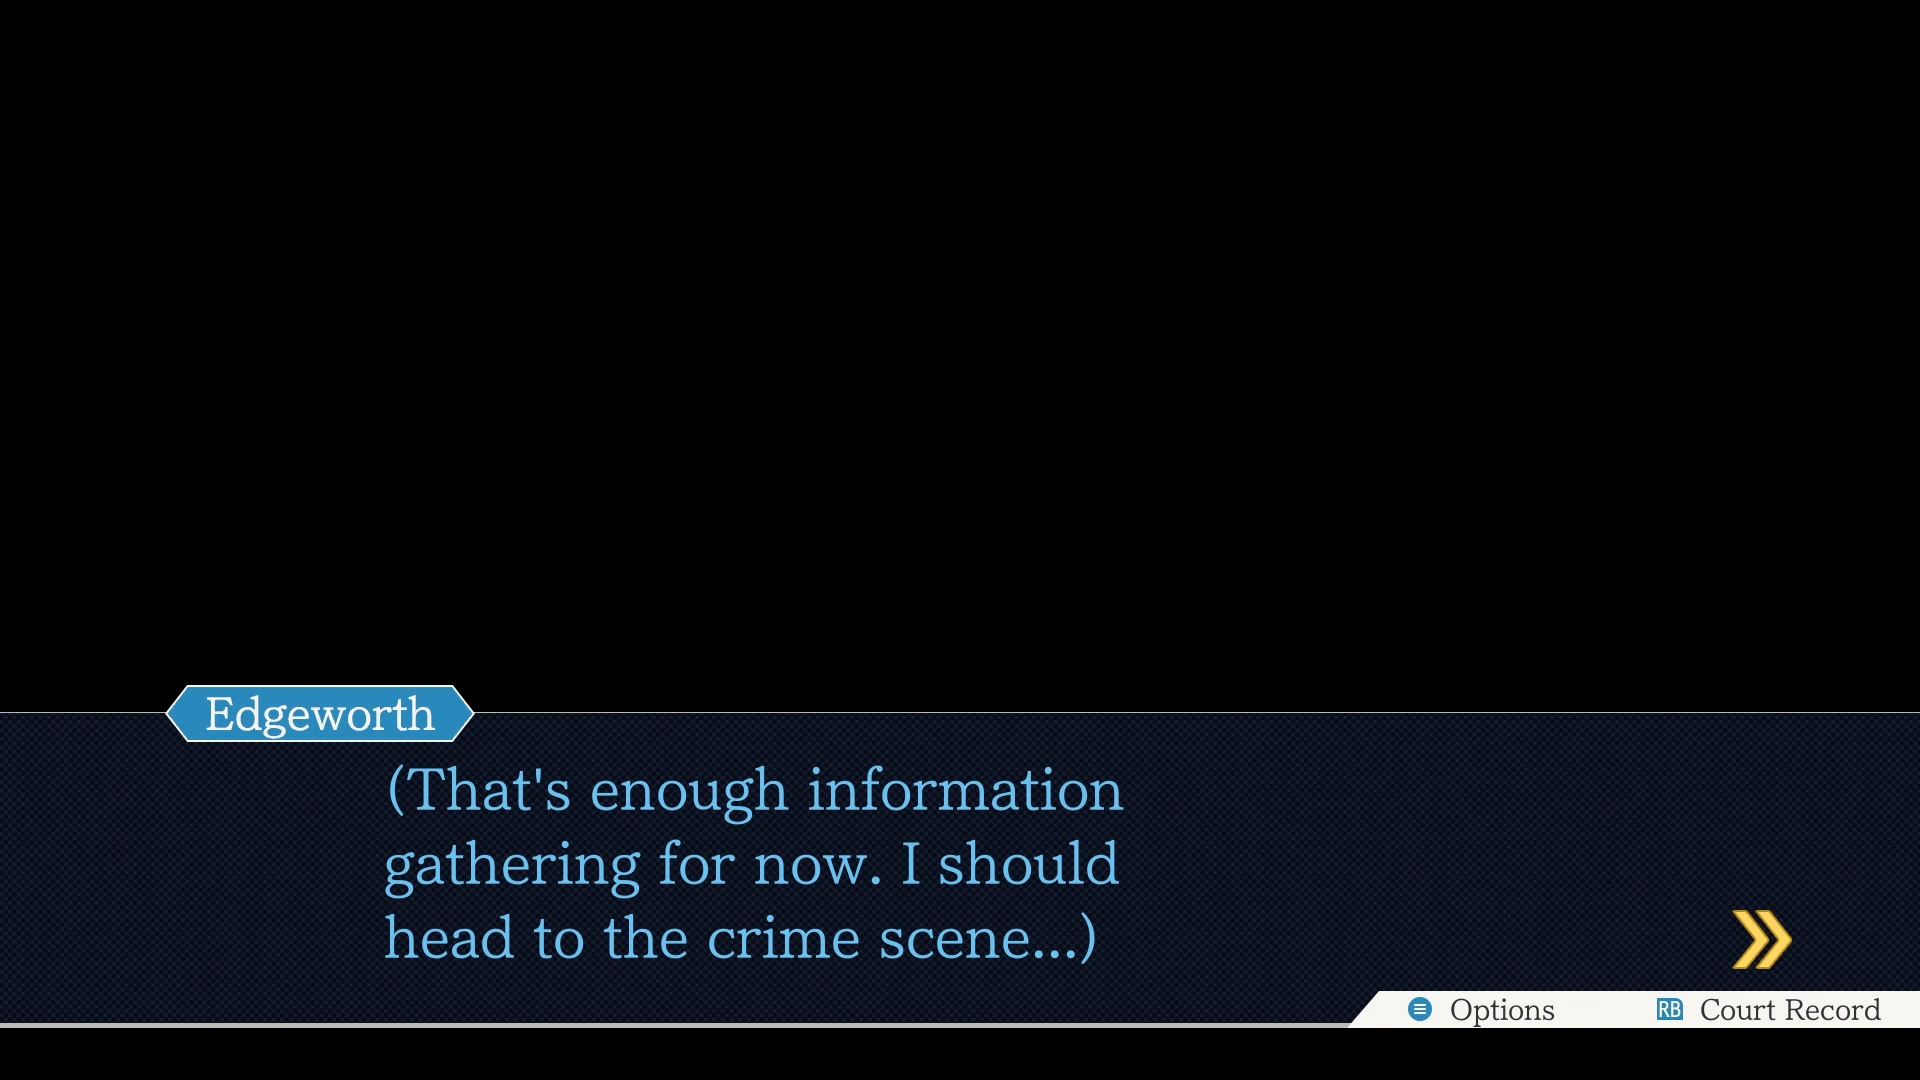 Edgeworth
(That's enough information
gathering for now. I should
head to the crime scene...)
Options
RB Court Record